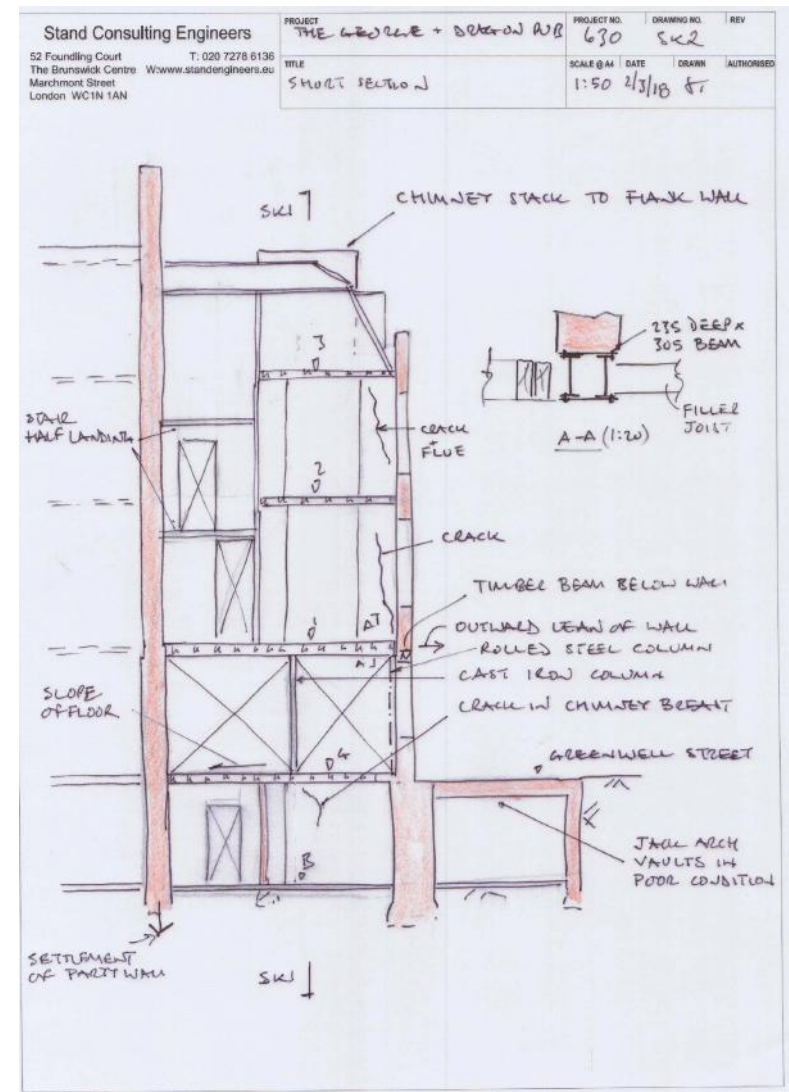 Stand Consulting Engineers
52 Foundling Court
T: 020 7278 6136
The Brunswick Centre
W:www.standengineers.eu
Marchmont Street
London WC1N 1AN
PROJECT
THE GEORGE + DRAGON PUB
PROJECT NO.
630
DRAWING NO.
SK2
REV
TITLE
SHORT SECTION
SCALE @ A4
1:50
DATE
2/3/18
DRAWN
AUTHORISED
SK1
CHIMNEY STACK TO FLANK WALL
3
235 DEEP x
305 BEAM
FILLER
JOIST
A-A (1:20)
STAIR
HALF LANDING
CRACK
+
FLUE
2
CRACK
TIMBER BEAM BELOW WALL
1
A
OUTWARD LEAN OF WALL
A
ROLLED STEEL COLUMN
CAST IRON COLUMN
SLOPE
OF FLOOR
CRACK IN CHIMNEY BREAST
G
GREENWELL STREET
B
JACK ARCH
VAULTS IN
POOR CONDITION
SETTLEMENT
OF PARTY WALL
SK1